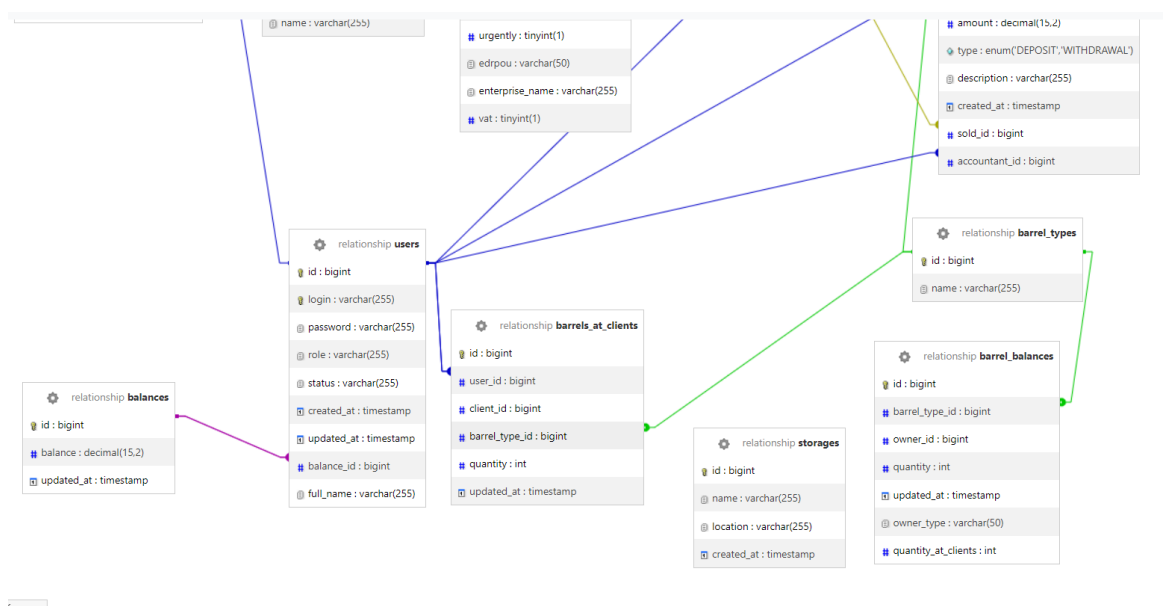 name : varchar(255)
urgently : tinyint(1)
edrpou : varchar(50)
enterprise_name : varchar(255)
vat : tinyint(1)
amount : decimal(15,2)
type : enum('DEPOSIT','WITHDRAWAL')
description : varchar(255)
created_at : timestamp
sold_id : bigint
accountant_id : bigint
relationship users
id : bigint
login : varchar(255)
password : varchar(255)
role : varchar(255)
status : varchar(255)
created_at : timestamp
updated_at : timestamp
balance_id : bigint
full_name : varchar(255)
relationship barrel_types
id : bigint
name : varchar(255)
relationship barrels_at_clients
id : bigint
user_id : bigint
client_id : bigint
barrel_type_id : bigint
quantity : int
updated_at : timestamp
relationship barrel_balances
id : bigint
barrel_type_id : bigint
owner_id : bigint
quantity : int
updated_at : timestamp
owner_type : varchar(50)
quantity_at_clients : int
relationship balances
id : bigint
balance : decimal(15,2)
updated_at : timestamp
relationship storages
id : bigint
name : varchar(255)
location : varchar(255)
created_at : timestamp